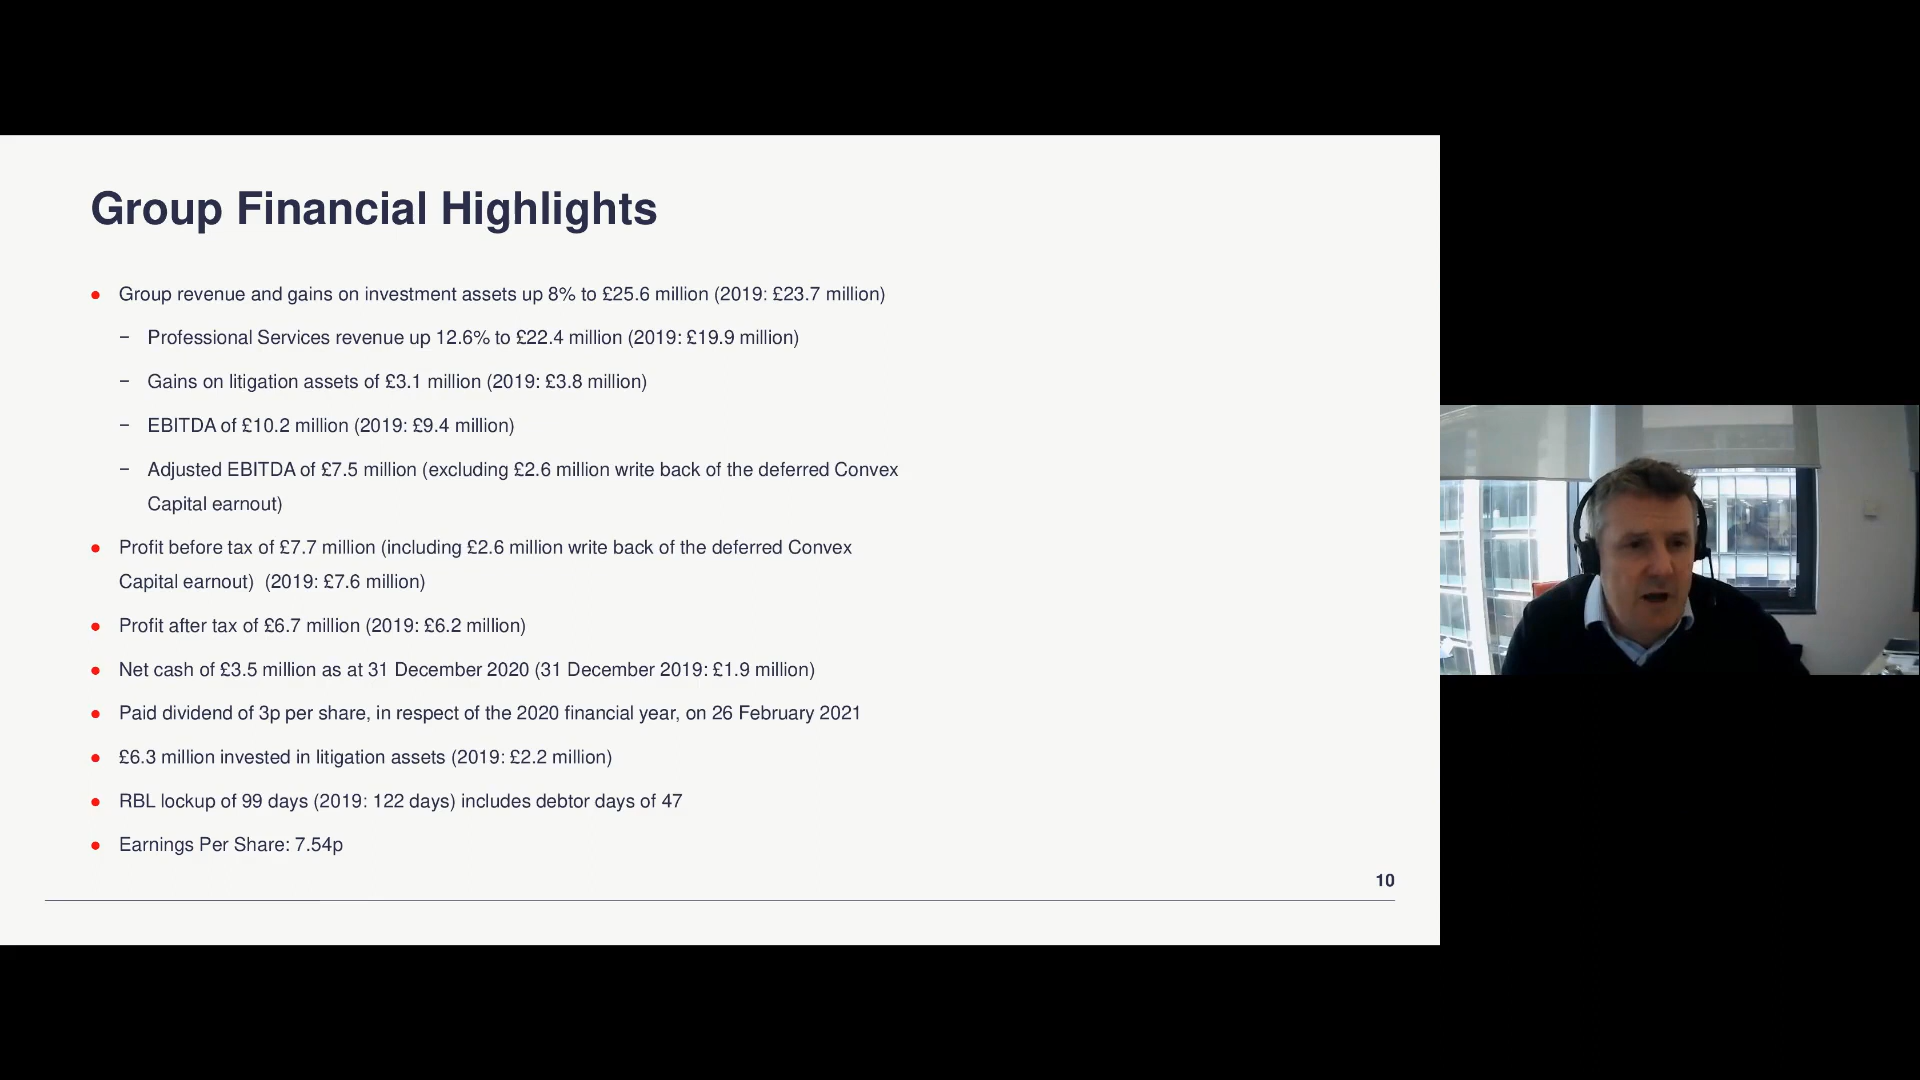 Group Financial Highlights
● Group revenue and gains on investment assets up 8% to £25.6 million (2019: £23.7 million)
− Professional Services revenue up 12.6% to £22.4 million (2019: £19.9 million)
− Gains on litigation assets of £3.1 million (2019: £3.8 million)
− EBITDA of £10.2 million (2019: £9.4 million)
− Adjusted EBITDA of £7.5 million (excluding £2.6 million write back of the deferred Convex
Capital earnout)
● Profit before tax of £7.7 million (including £2.6 million write back of the deferred Convex
Capital earnout) (2019: £7.6 million)
● Profit after tax of £6.7 million (2019: £6.2 million)
● Net cash of £3.5 million as at 31 December 2020 (31 December 2019: £1.9 million)
● Paid dividend of 3p per share, in respect of the 2020 financial year, on 26 February 2021
● £6.3 million invested in litigation assets (2019: £2.2 million)
● RBL lockup of 99 days (2019: 122 days) includes debtor days of 47
● Earnings Per Share: 7.54p
10